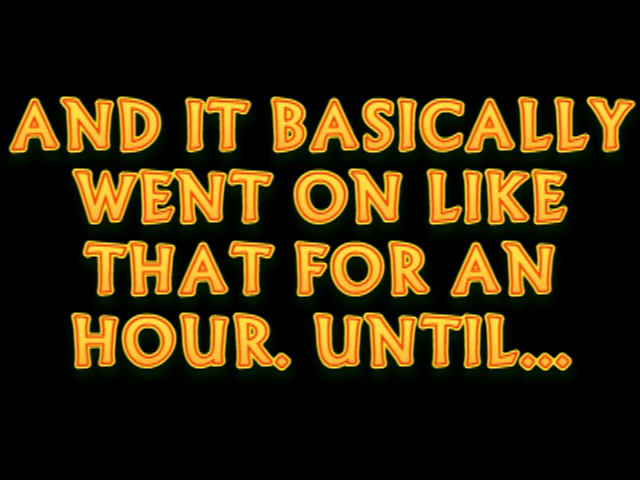 AND IT BASICALLY
WENT ON LIKE
THAT FOR AN
HOUR. UNTIL...